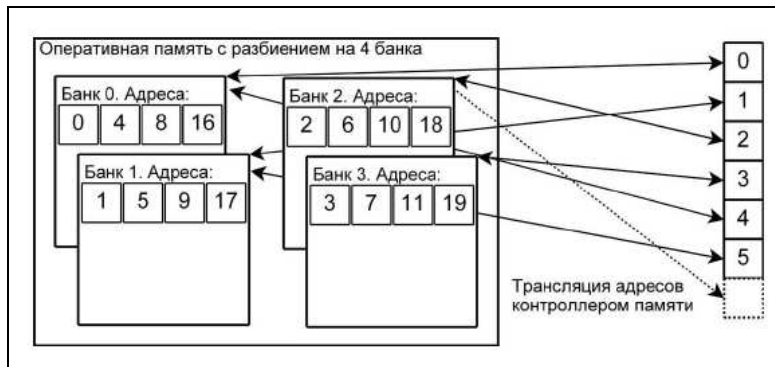 Оперативная память с разбиением на 4 банка
Банк 0. Адреса:
0 4 8 16
Банк 1. Адреса:
1 5 9 17
Банк 2. Адреса:
2 6 10 18
Банк 3. Адреса:
3 7 11 19
0
1
2
3
4
5
Трансляция адресов
контроллером памяти